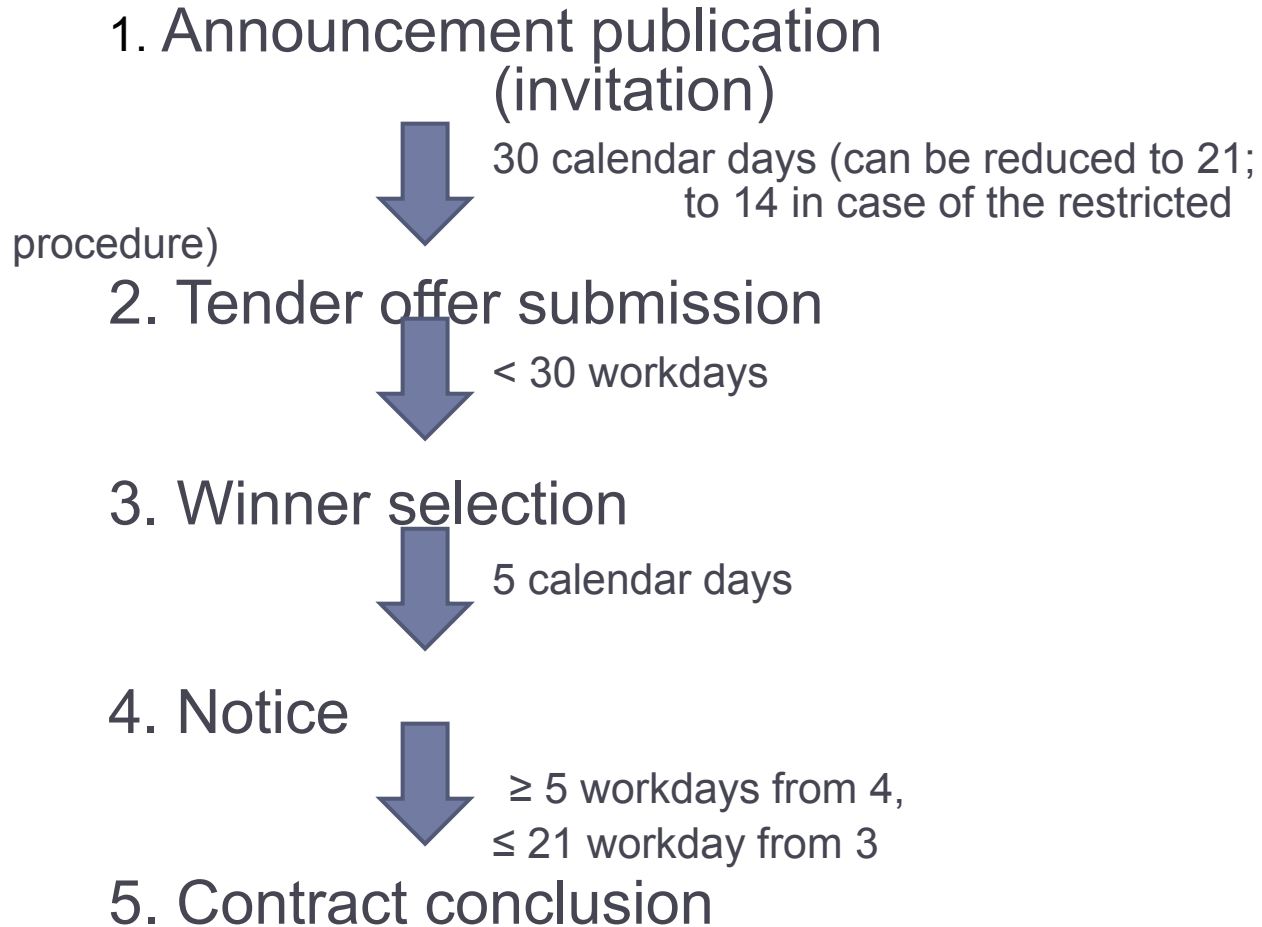 1. Announcement publication
(invitation)
30 calendar days (can be reduced to 21;
to 14 in case of the restricted
procedure)
2. Tender offer submission
< 30 workdays
3. Winner selection
5 calendar days
4. Notice
≥ 5 workdays from 4,
≤ 21 workday from 3
5. Contract conclusion